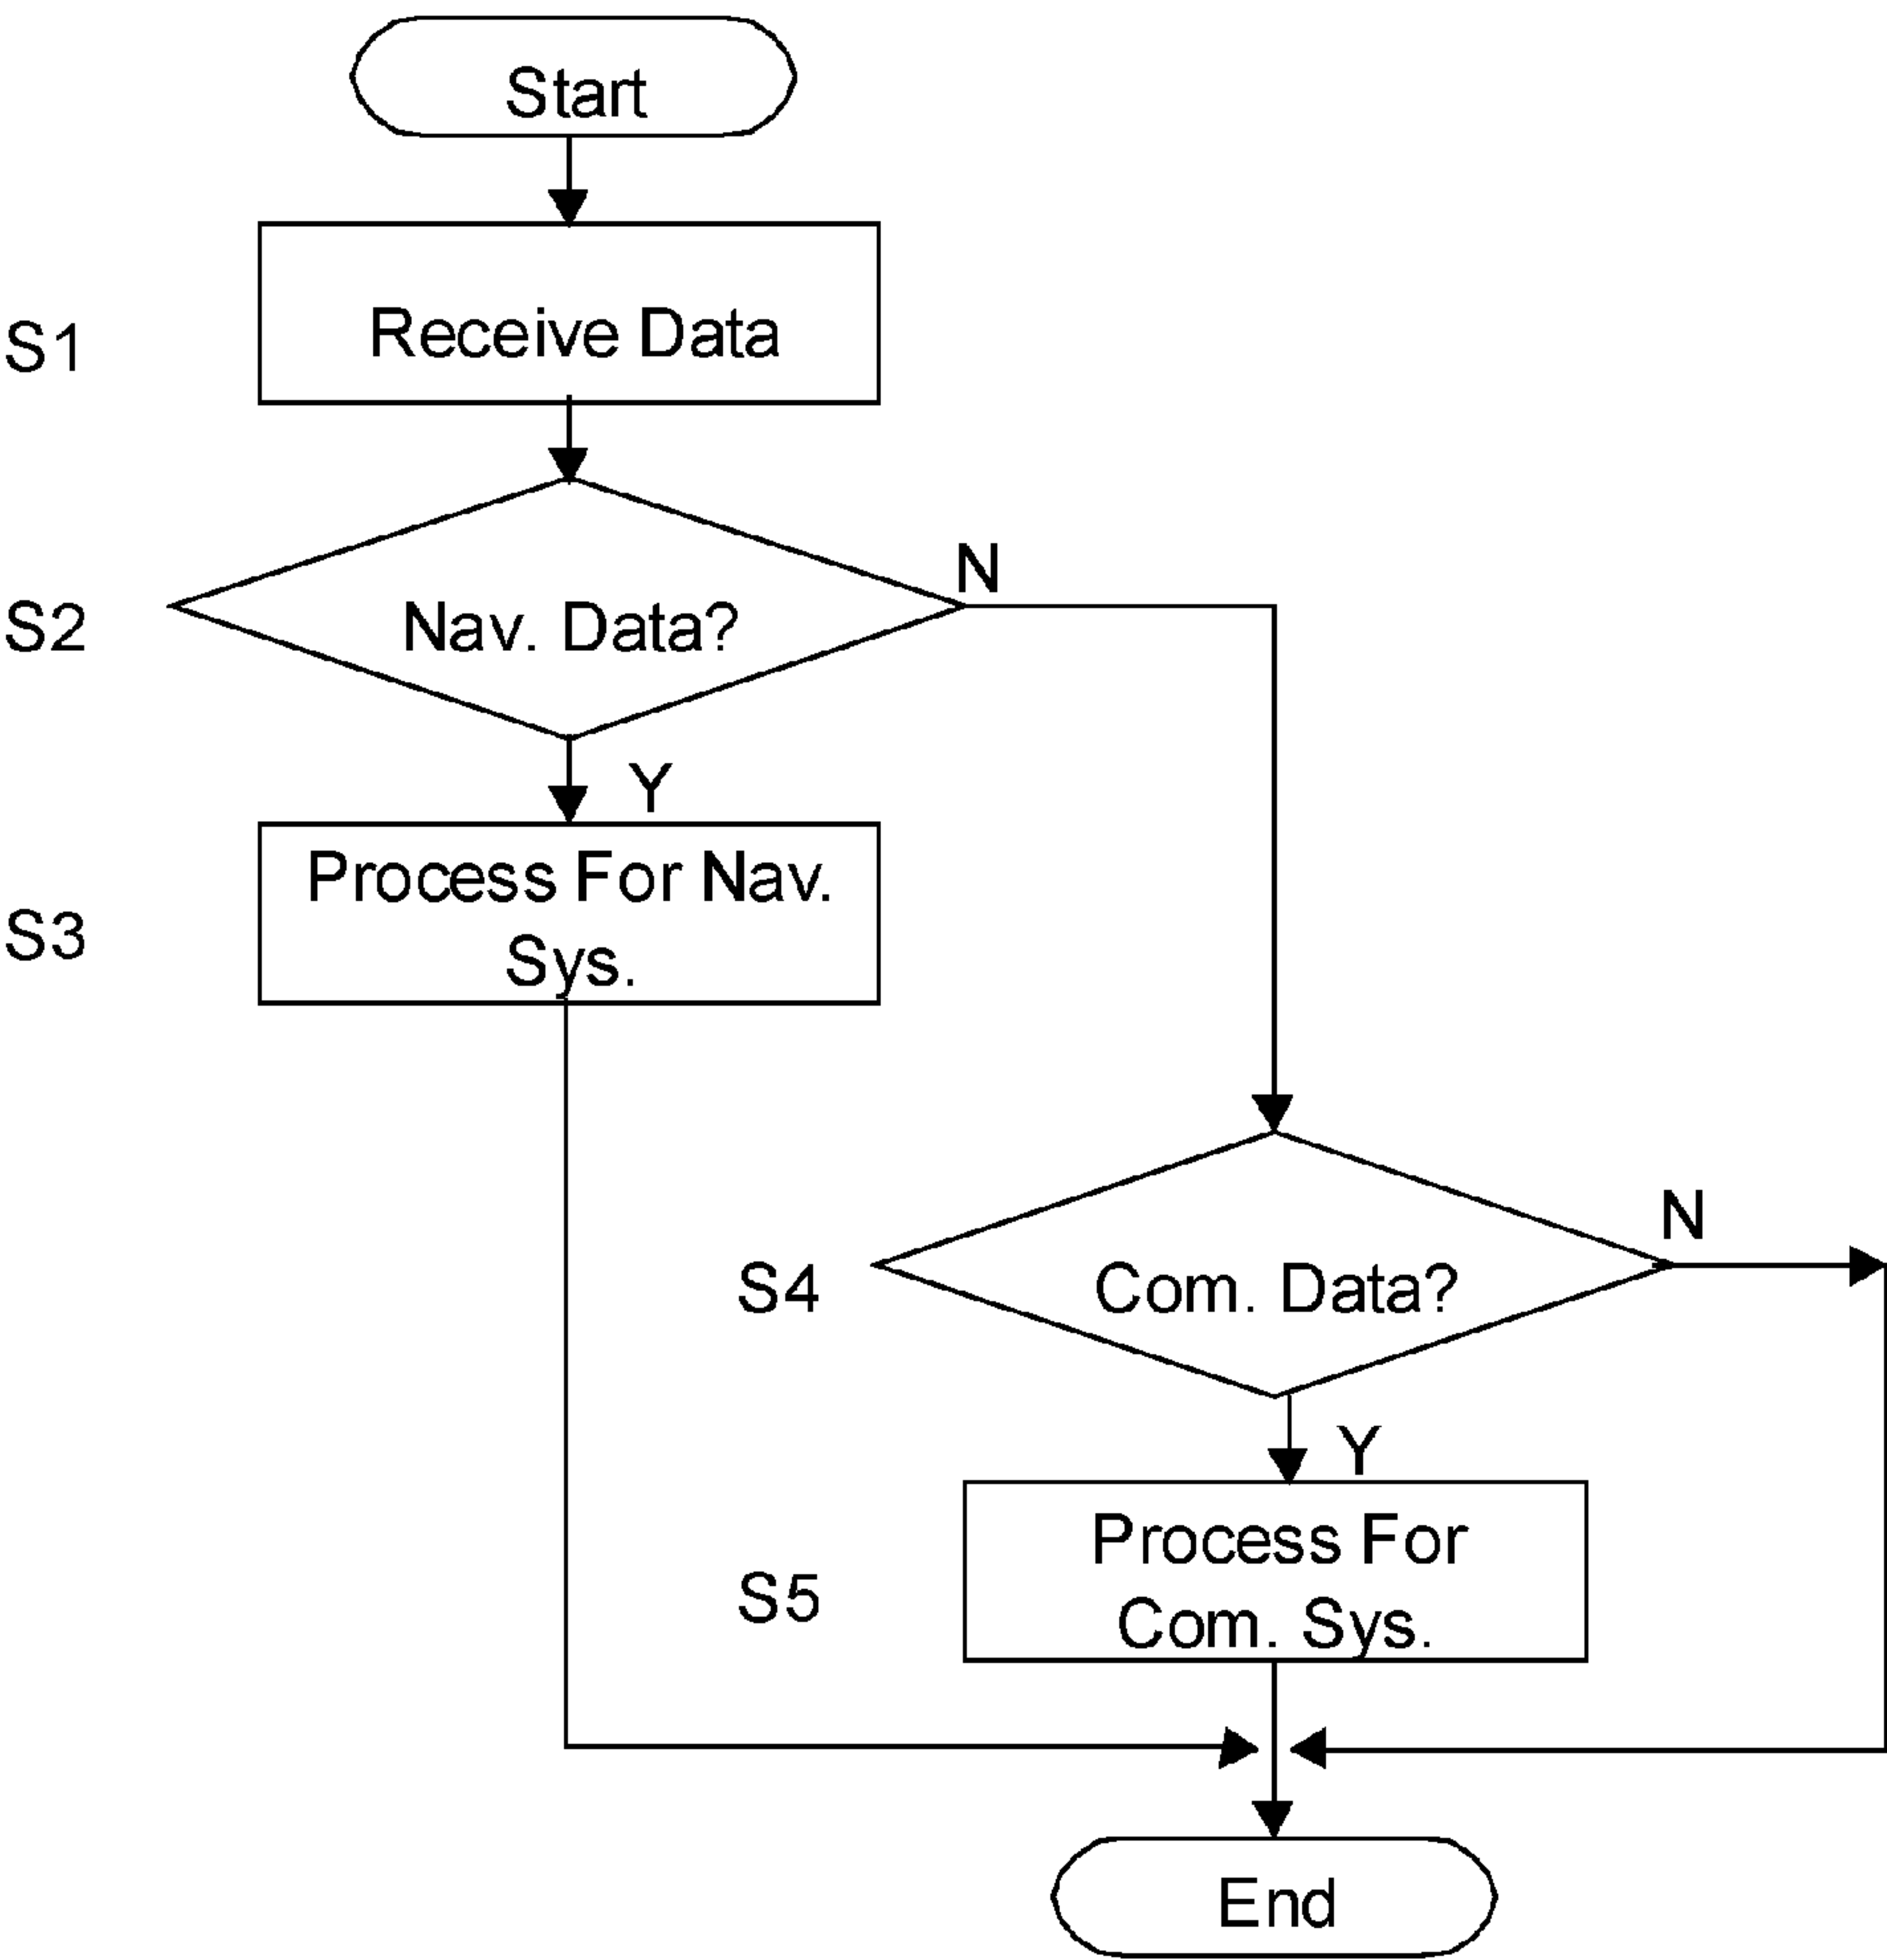 Start
S1
Receive Data
N
S2
Nav. Data?
Y
Process For Nav.
S3
Sys.
N
S4
Com. Data?
Y
Process For
S5
Com. Sys.
End